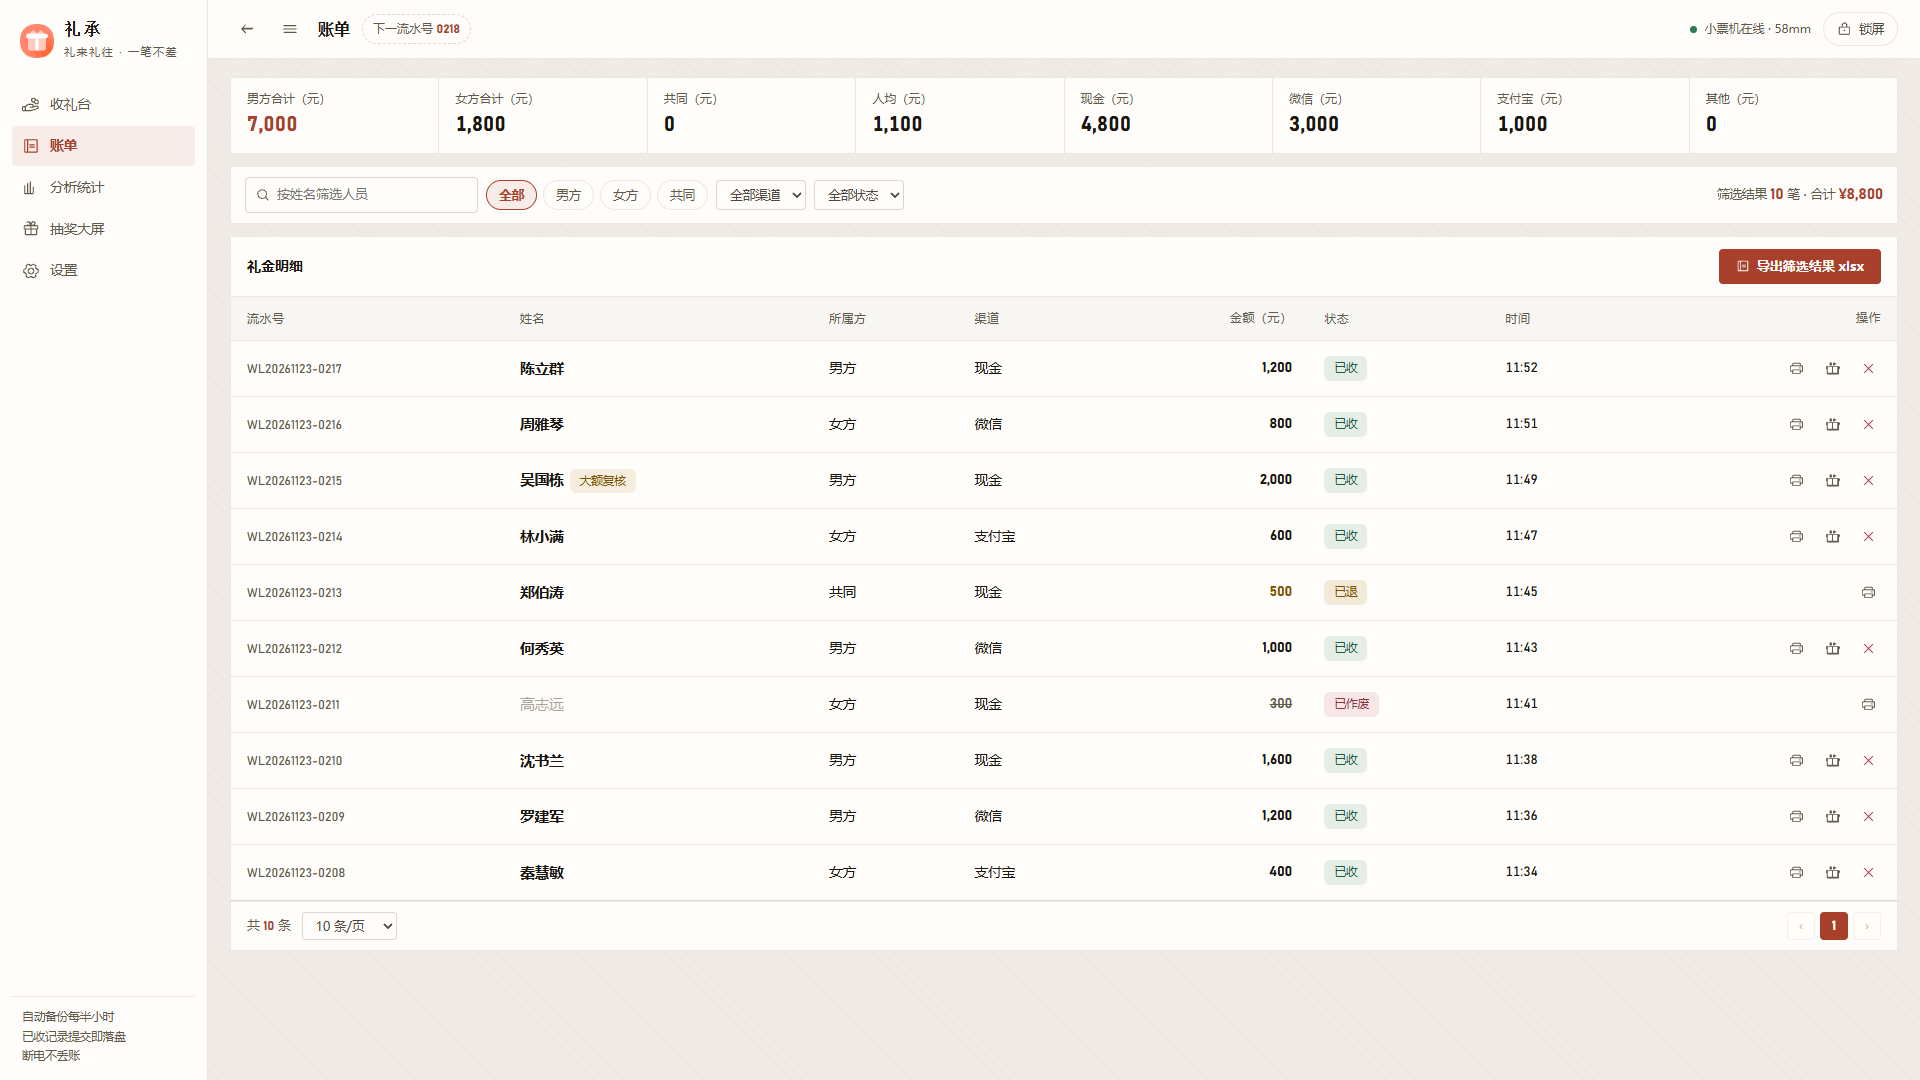 礼承
礼来礼往 · 一笔不差
收礼台
账单
分析统计
抽奖大屏
设置
自动备份每半小时
已收记录提交即落盘
断电不丢账
账单 下一流水号 0218
小票机在线 · 58mm 锁屏
男方合计（元） 女方合计（元） 共同（元） 人均（元） 现金（元） 微信（元） 支付宝（元） 其他（元）
7,000 1,800 0 1,100 4,800 3,000 1,000 0
按姓名筛选人员 全部 男方 女方 共同 全部渠道 全部状态 筛选结果 10 笔 · 合计 ¥8,800
礼金明细 导出筛选结果 xlsx
流水号 姓名 所属方 渠道 金额（元） 状态 时间 操作
WL20261123-0217 陈立群 男方 现金 1,200 已收 11:52
WL20261123-0216 周雅琴 女方 微信 800 已收 11:51
WL20261123-0215 吴国栋 大额复核 男方 现金 2,000 已收 11:49
WL20261123-0214 林小满 女方 支付宝 600 已收 11:47
WL20261123-0213 郑伯涛 共同 现金 500 已退 11:45
WL20261123-0212 何秀英 男方 微信 1,000 已收 11:43
WL20261123-0211 高志远 女方 现金 300 已作废 11:41
WL20261123-0210 沈书兰 男方 现金 1,600 已收 11:38
WL20261123-0209 罗建军 男方 微信 1,200 已收 11:36
WL20261123-0208 秦慧敏 女方 支付宝 400 已收 11:34
共 10 条 10 条/页 ‹ 1 ›